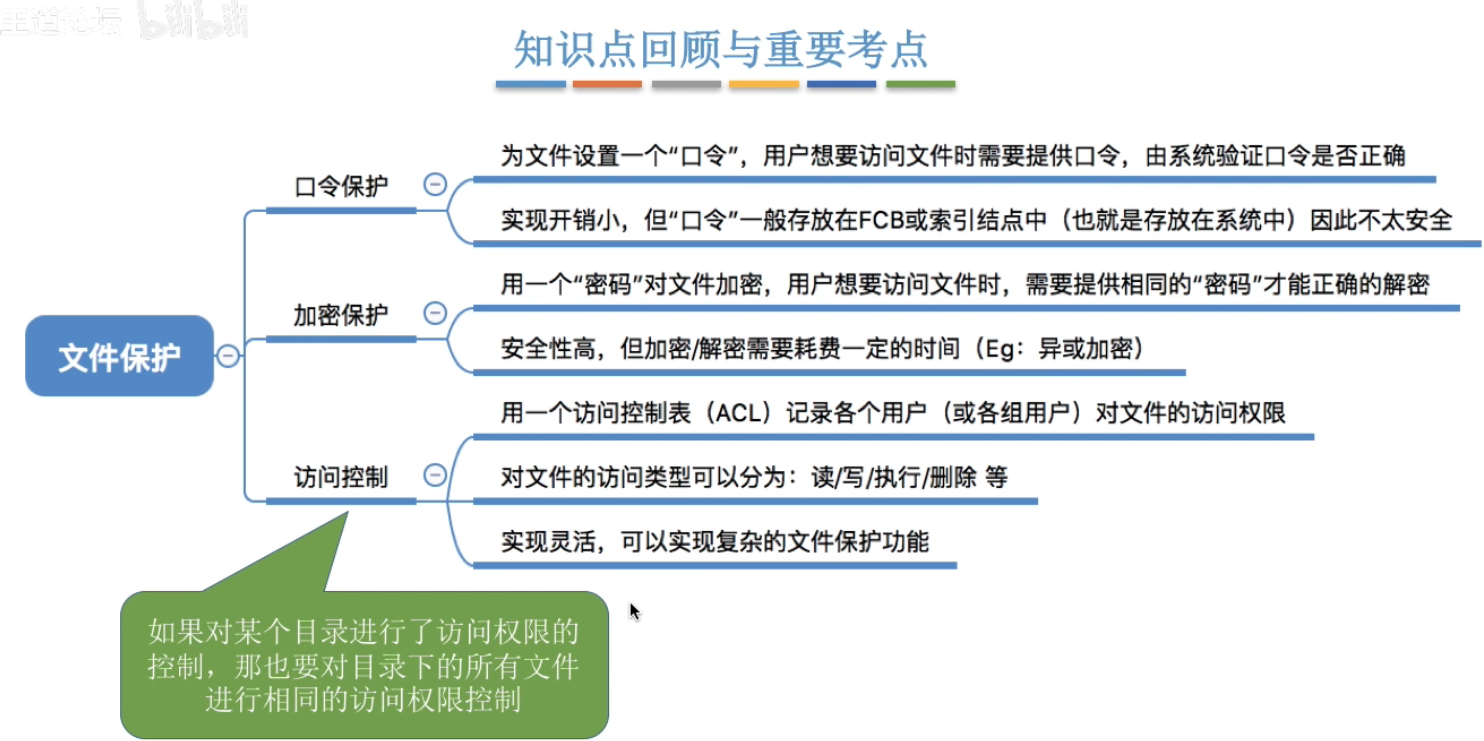 王道论坛 bilibili
知识点回顾与重要考点
为文件设置一个“口令”，用户想要访问文件时需要提供口令，由系统验证口令是否正确
口令保护
实现开销小，但“口令”一般存放在FCB或索引结点中（也就是存放在系统中）因此不太安全
用一个“密码”对文件加密，用户想要访问文件时，需要提供相同的“密码”才能正确的解密
加密保护
安全性高，但加密/解密需要耗费一定的时间（Eg：异或加密）
文件保护
用一个访问控制表（ACL）记录各个用户（或各组用户）对文件的访问权限
访问控制
对文件的访问类型可以分为：读/写/执行/删除 等
实现灵活，可以实现复杂的文件保护功能
如果对某个目录进行了访问权限的
控制，那也要对目录下的所有文件
进行相同的访问权限控制